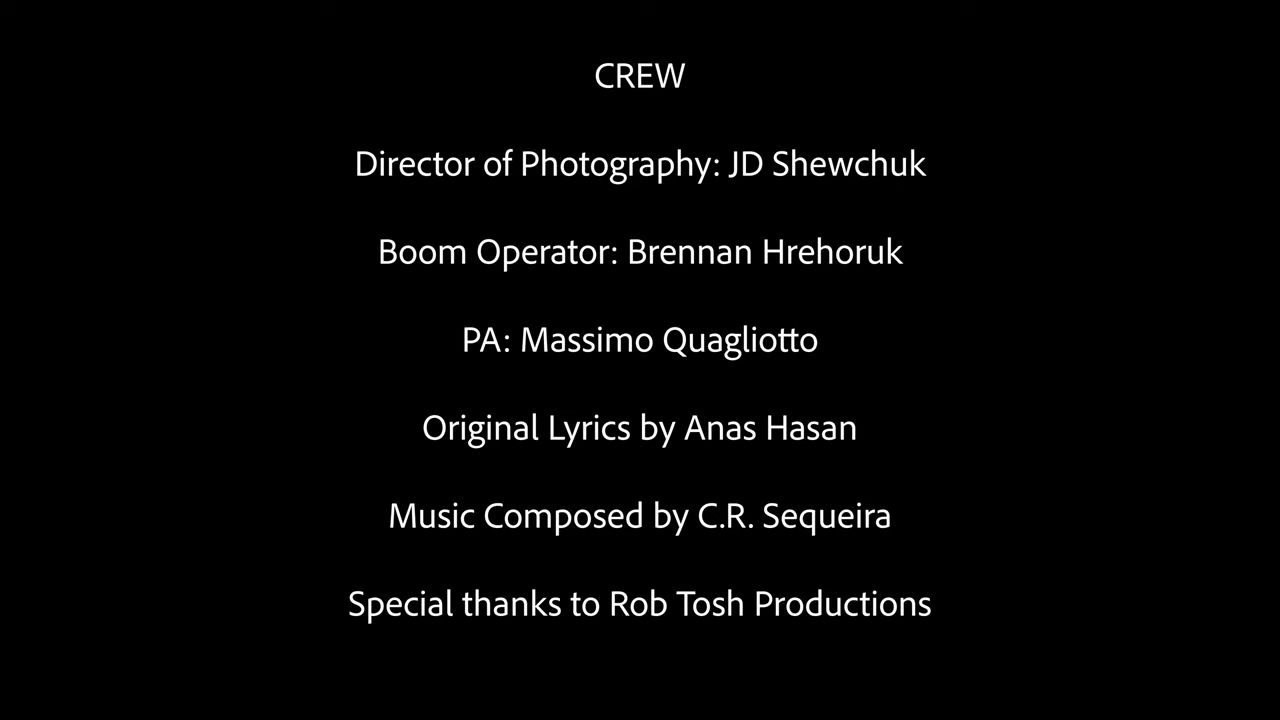 CREW
Director of Photography: JD Shewchuk
Boom Operator: Brennan Hrehoruk
PA: Massimo Quagliotto
Original Lyrics by Anas Hasan
Music Composed by C.R. Sequeira
Special thanks to Rob Tosh Productions